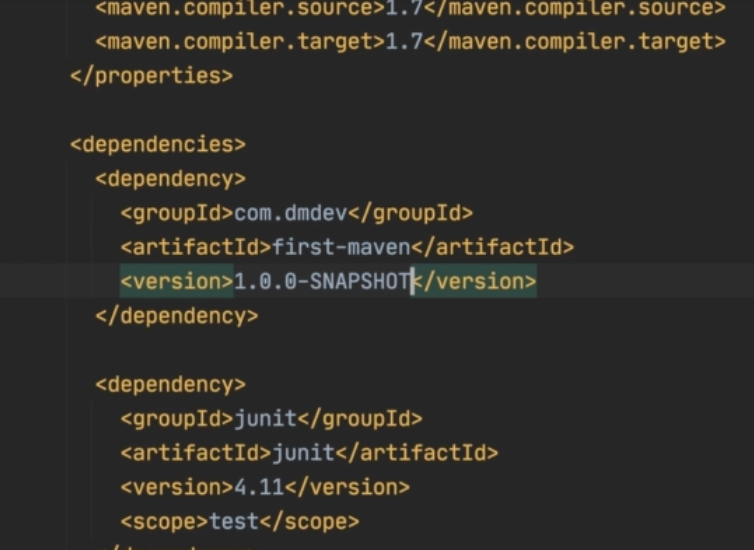 <maven.compiler.source>1.7</maven.compiler.source>
<maven.compiler.target>1.7</maven.compiler.target>
</properties>
<dependencies>
<dependency>
<groupId>com.dmdev</groupId>
<artifactId>first-maven</artifactId>
<version>1.0.0-SNAPSHOT</version>
</dependency>
<dependency>
<groupId>junit</groupId>
<artifactId>junit</artifactId>
<version>4.11</version>
<scope>test</scope>